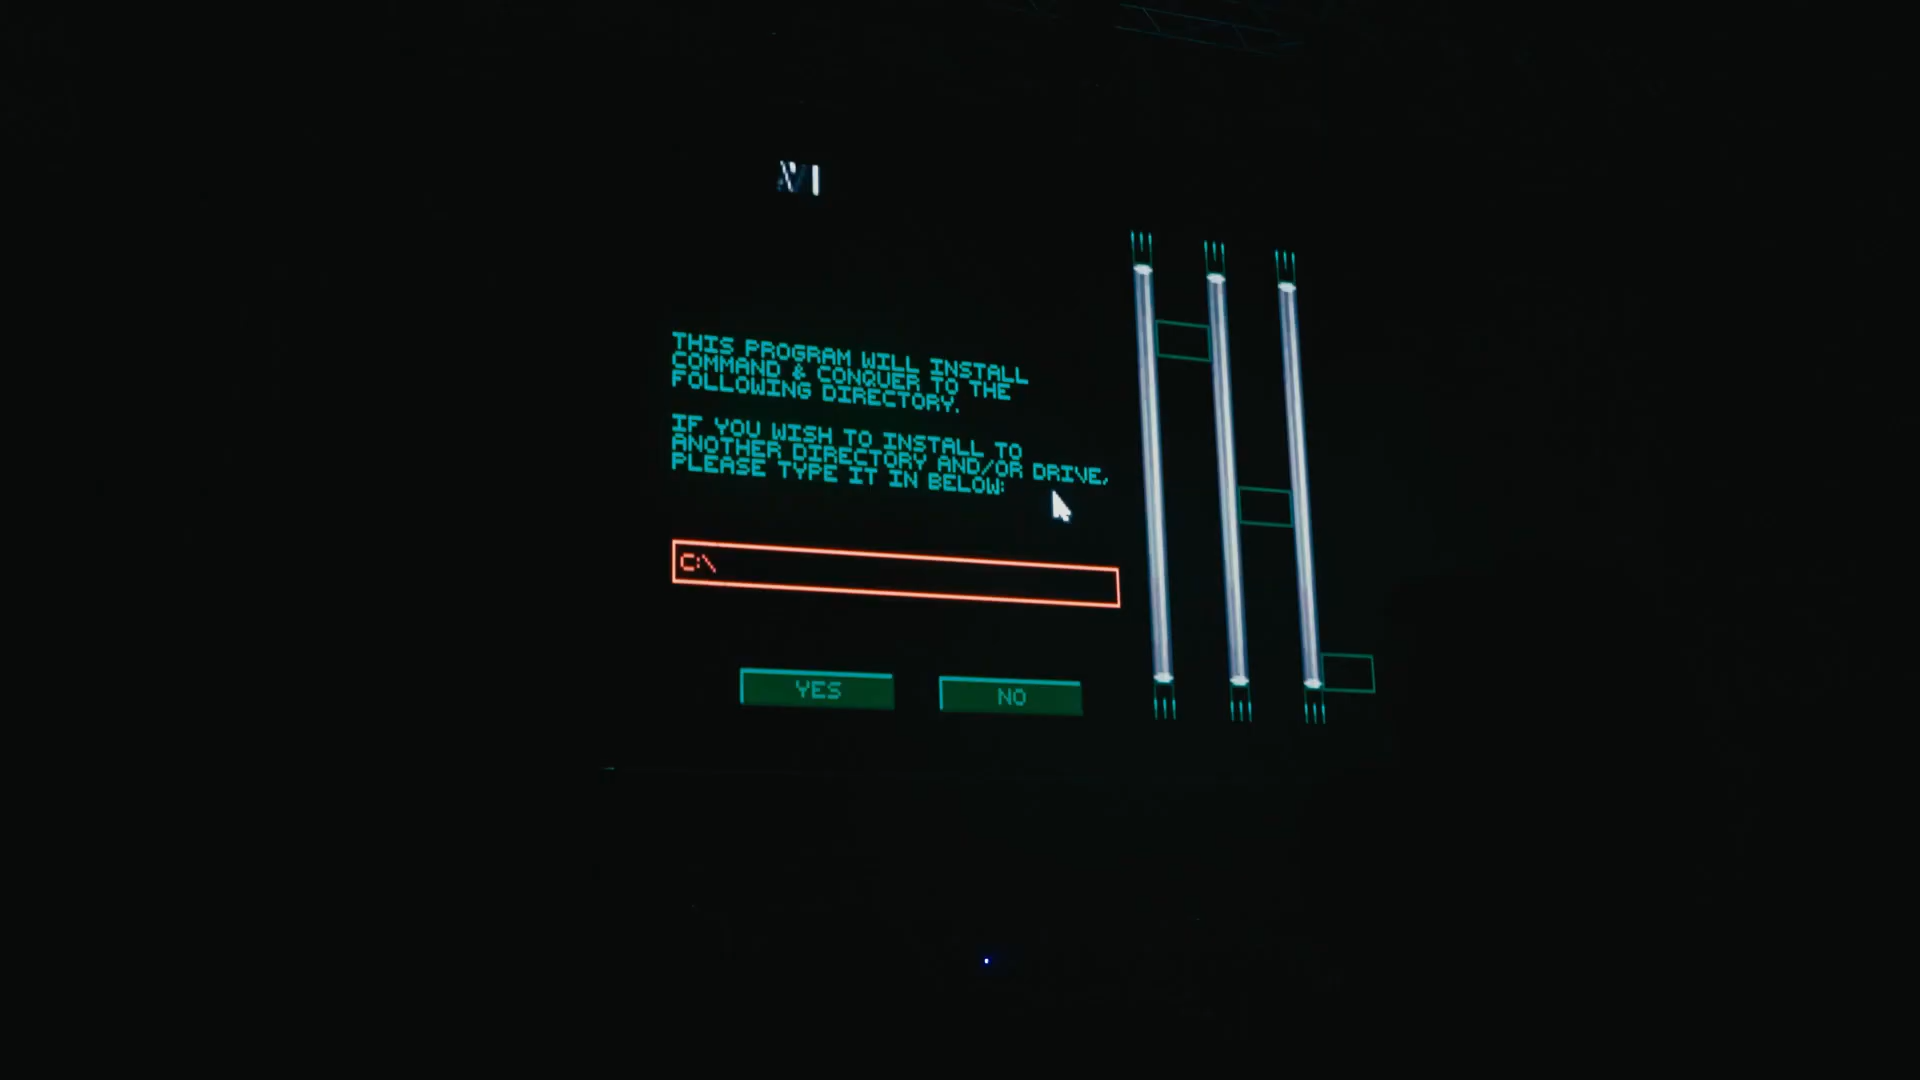 THIS PROGRAM WILL INSTALL
COMMAND & CONQUER TO THE
FOLLOWING DIRECTORY.
IF YOU WISH TO INSTALL TO
ANOTHER DIRECTORY AND/OR DRIVE,
PLEASE TYPE IT IN BELOW:
C:\
YES
NO